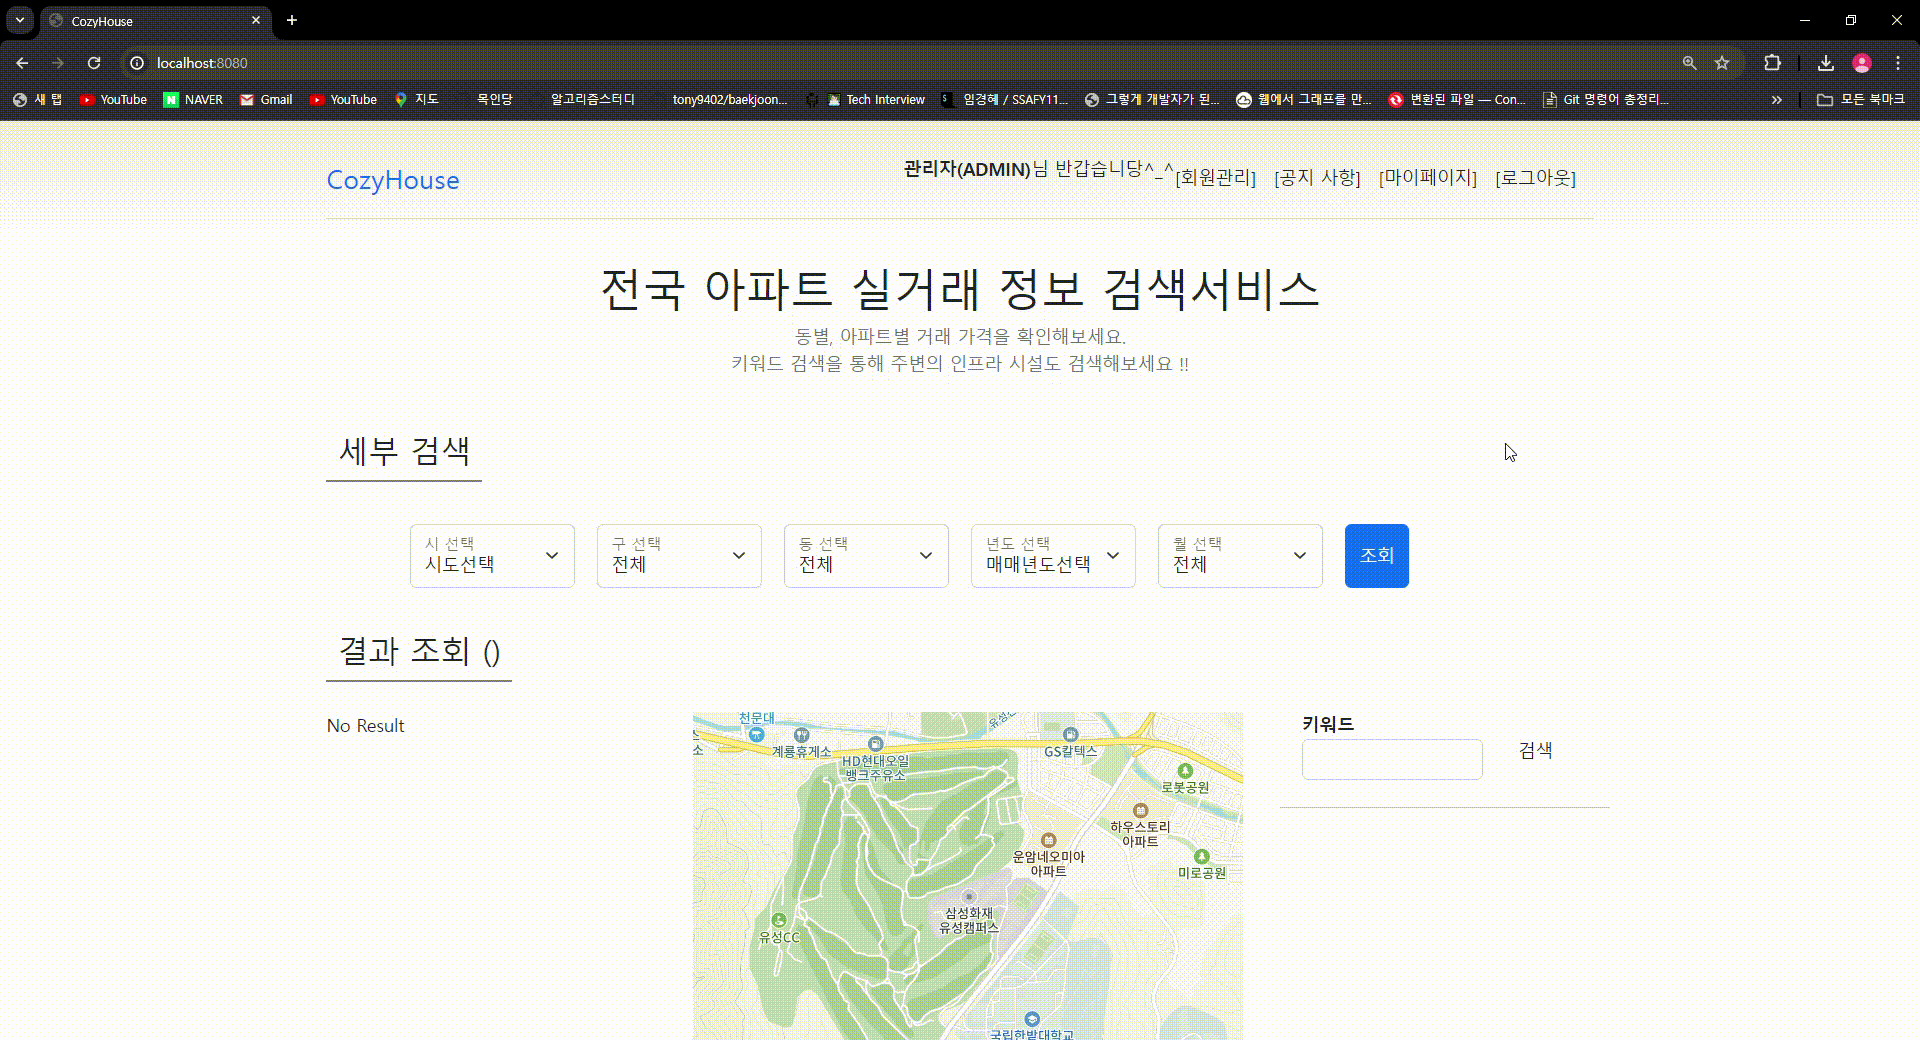 CozyHouse
localhost:8080
새 탭
YouTube
NAVER
Gmail
YouTube
지도
목인당
알고리즘스터디
tony9402/baekjoon...
Tech Interview
임경혜 / SSAFY11...
그렇게 개발자가 된...
웹에서 그래프를 만...
변환된 파일 — Con...
Git 명령어 총정리...
모든 북마크
CozyHouse
관리자(ADMIN)님 반갑습니당^_^
[회원관리]
[공지 사항]
[마이페이지]
[로그아웃]
전국 아파트 실거래 정보 검색서비스
동별, 아파트별 거래 가격을 확인해보세요.
키워드 검색을 통해 주변의 인프라 시설도 검색해보세요 !!
세부 검색
시 선택
시도선택
구 선택
전체
동 선택
전체
년도 선택
매매년도선택
월 선택
전체
조회
결과 조회 ()
No Result
천문대
계룡휴게소
HD현대오일
뱅크주유소
GS칼텍스
로봇공원
하우스토리
아파트
운암네오미아
아파트
미로공원
삼성화재
유성캠퍼스
유성CC
국립한밭대학교
키워드
검색